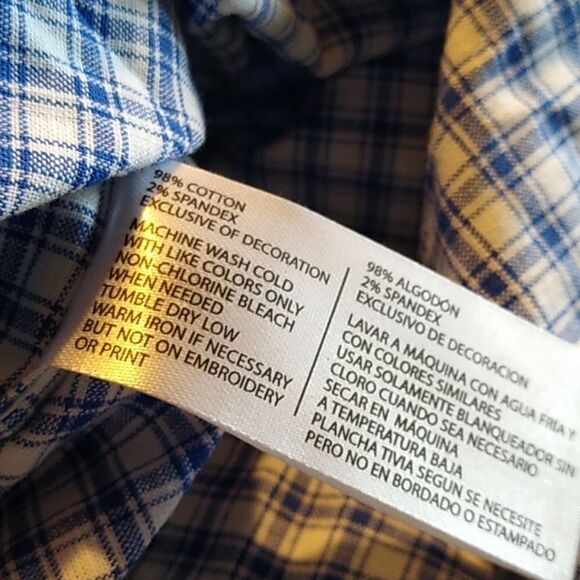 98% COTTON
2% SPANDEX
EXCLUSIVE OF DECORATION
MACHINE WASH COLD
WITH LIKE COLORS ONLY
NON-CHLORINE BLEACH
WHEN NEEDED
TUMBLE DRY LOW
WARM IRON IF NECESSARY
BUT NOT ON EMBROIDERY
OR PRINT
98% ALGODÓN
2% SPANDEX
EXCLUSIVO DE DECORACION
LAVAR A MÁQUINA CON AGUA FRÍA Y
CON COLORES SIMILARES
USAR SOLAMENTE BLANQUEADOR SIN
CLORO CUANDO SEA NECESARIO
SECAR EN MÁQUINA
A TEMPERATURA BAJA
PLANCHA TIVIA SEGUN SE NECESITE
PERO NO EN BORDADO O ESTAMPADO